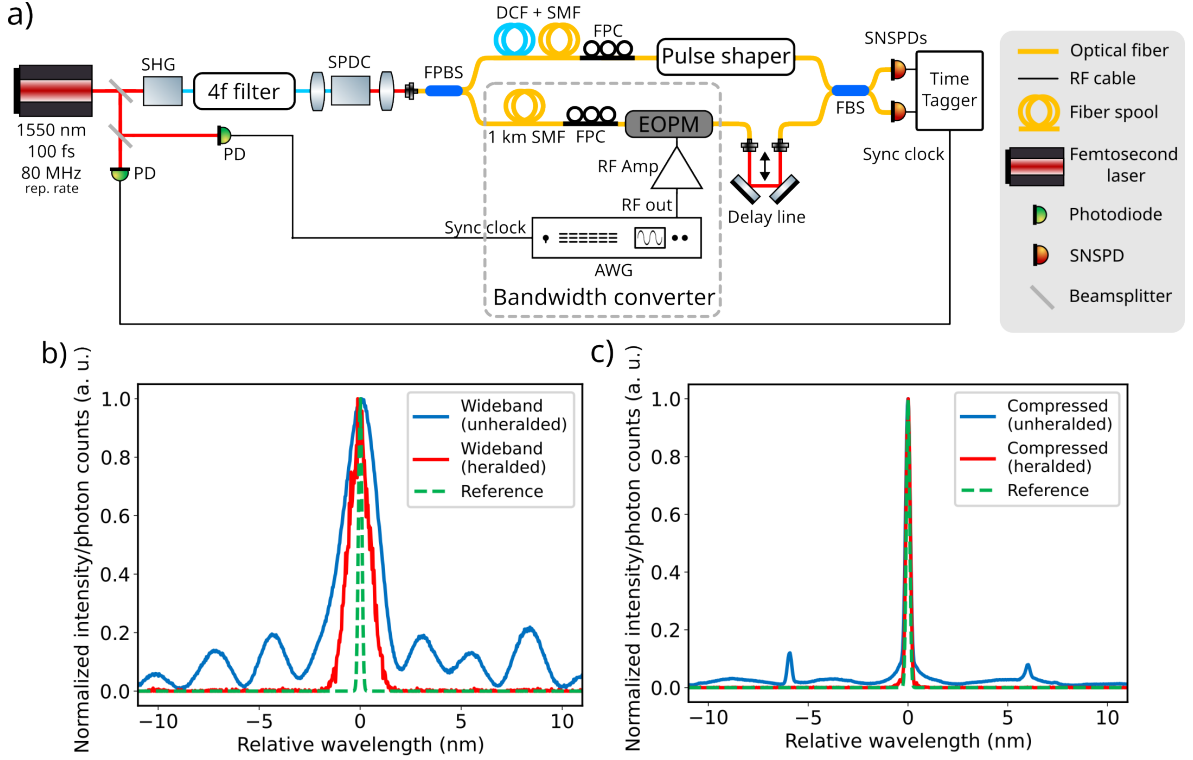 a)
DCF + SMF
FPC
Pulse shaper
SHG
4f filter
SPDC
FPBS
1550 nm
100 fs
80 MHz
rep. rate
PD
PD
1 km SMF
FPC
EOPM
RF Amp
RF out
Sync clock
AWG
Bandwidth converter
Delay line
FBS
SNSPDs
Time
Tagger
Sync clock
Optical fiber
RF cable
Fiber spool
Femtosecond
laser
Photodiode
SNSPD
Beamsplitter
b)
Normalized intensity/photon counts (a. u.)
1.0
0.8
0.6
0.4
0.2
0.0
−10
−5
0
5
10
Relative wavelength (nm)
Wideband
(unheralded)
Wideband
(heralded)
Reference
c)
Normalized intensity/photon counts (a. u.)
1.0
0.8
0.6
0.4
0.2
0.0
−10
−5
0
5
10
Relative wavelength (nm)
Compressed
(unheralded)
Compressed
(heralded)
Reference